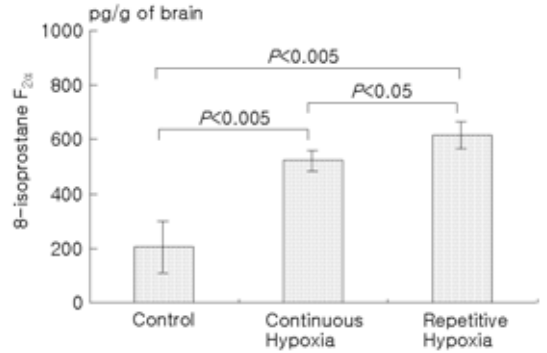 pg/g of brain
8-isoprostane F2α
1000
800
600
400
200
0
P<0.005
P<0.05
P<0.005
Control
Continuous
Hypoxia
Repetitive
Hypoxia